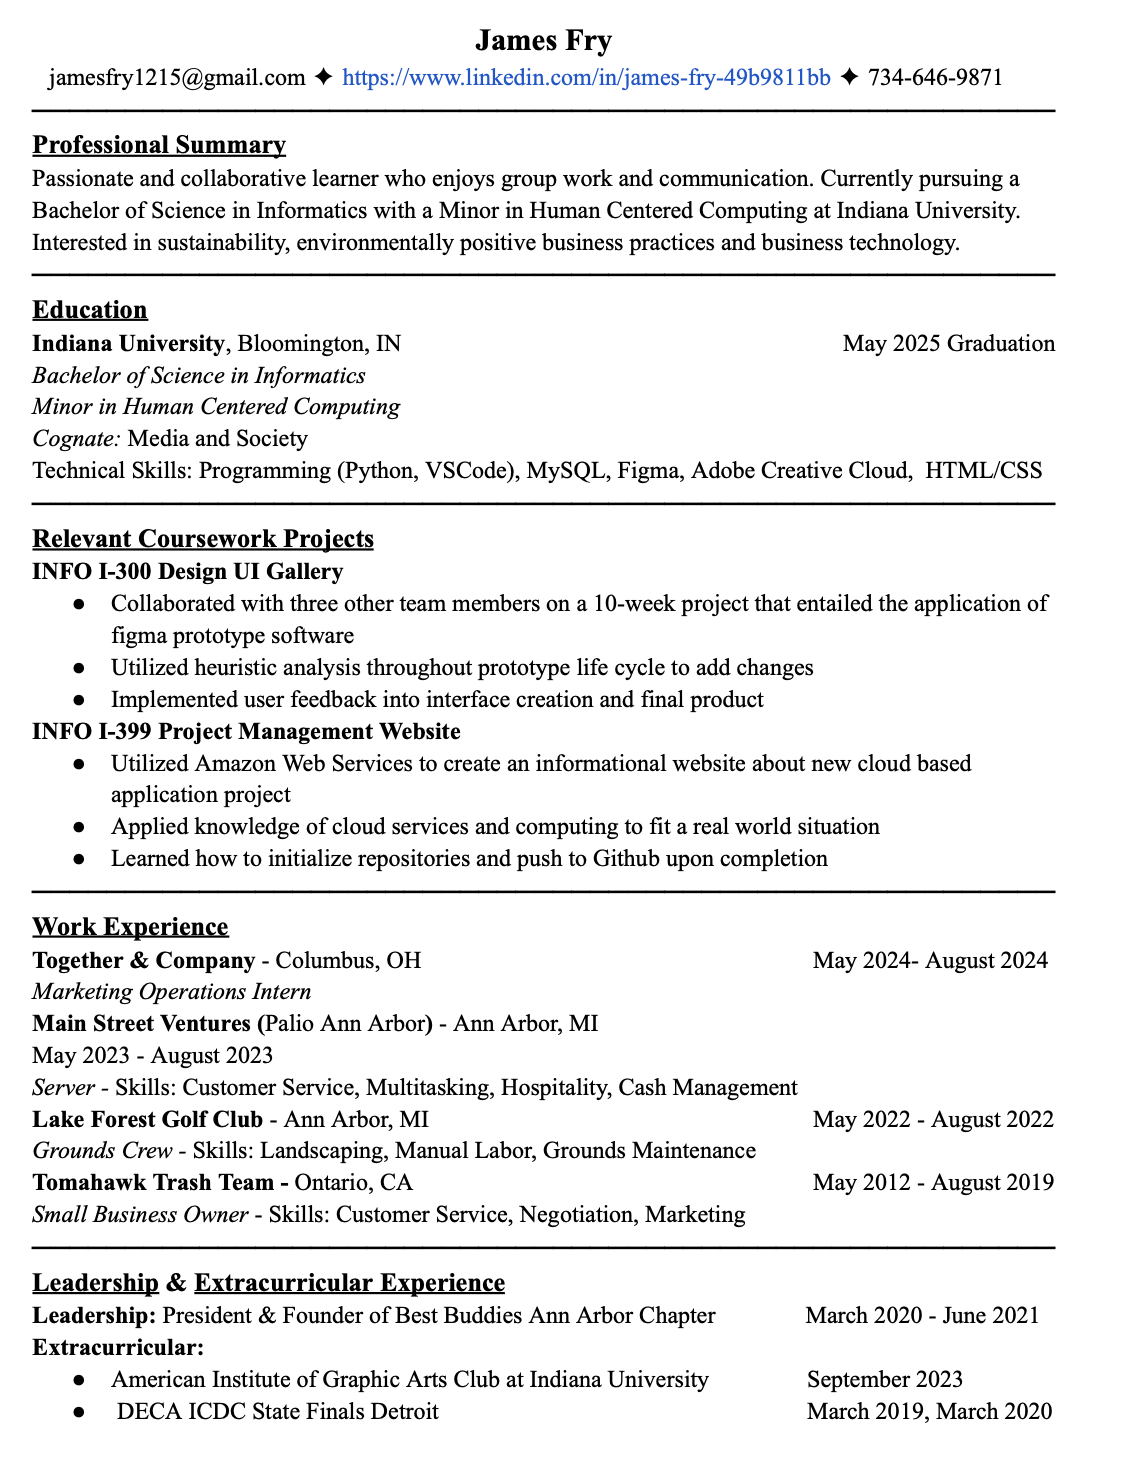 James Fry
jamesfry1215@gmail.com ✦ https://www.linkedin.com/in/james-fry-49b9811bb ✦ 734-646-9871
Professional Summary
Passionate and collaborative learner who enjoys group work and communication. Currently pursuing a
Bachelor of Science in Informatics with a Minor in Human Centered Computing at Indiana University.
Interested in sustainability, environmentally positive business practices and business technology.
Education
Indiana University, Bloomington, IN May 2025 Graduation
Bachelor of Science in Informatics
Minor in Human Centered Computing
Cognate: Media and Society
Technical Skills: Programming (Python, VSCode), MySQL, Figma, Adobe Creative Cloud, HTML/CSS
Relevant Coursework Projects
INFO I-300 Design UI Gallery
● Collaborated with three other team members on a 10-week project that entailed the application of
figma prototype software
● Utilized heuristic analysis throughout prototype life cycle to add changes
● Implemented user feedback into interface creation and final product
INFO I-399 Project Management Website
● Utilized Amazon Web Services to create an informational website about new cloud based
application project
● Applied knowledge of cloud services and computing to fit a real world situation
● Learned how to initialize repositories and push to Github upon completion
Work Experience
Together & Company - Columbus, OH May 2024- August 2024
Marketing Operations Intern
Main Street Ventures (Palio Ann Arbor) - Ann Arbor, MI
May 2023 - August 2023
Server - Skills: Customer Service, Multitasking, Hospitality, Cash Management
Lake Forest Golf Club - Ann Arbor, MI May 2022 - August 2022
Grounds Crew - Skills: Landscaping, Manual Labor, Grounds Maintenance
Tomahawk Trash Team - Ontario, CA May 2012 - August 2019
Small Business Owner - Skills: Customer Service, Negotiation, Marketing
Leadership & Extracurricular Experience
Leadership: President & Founder of Best Buddies Ann Arbor Chapter March 2020 - June 2021
Extracurricular:
● American Institute of Graphic Arts Club at Indiana University September 2023
● DECA ICDC State Finals Detroit March 2019, March 2020